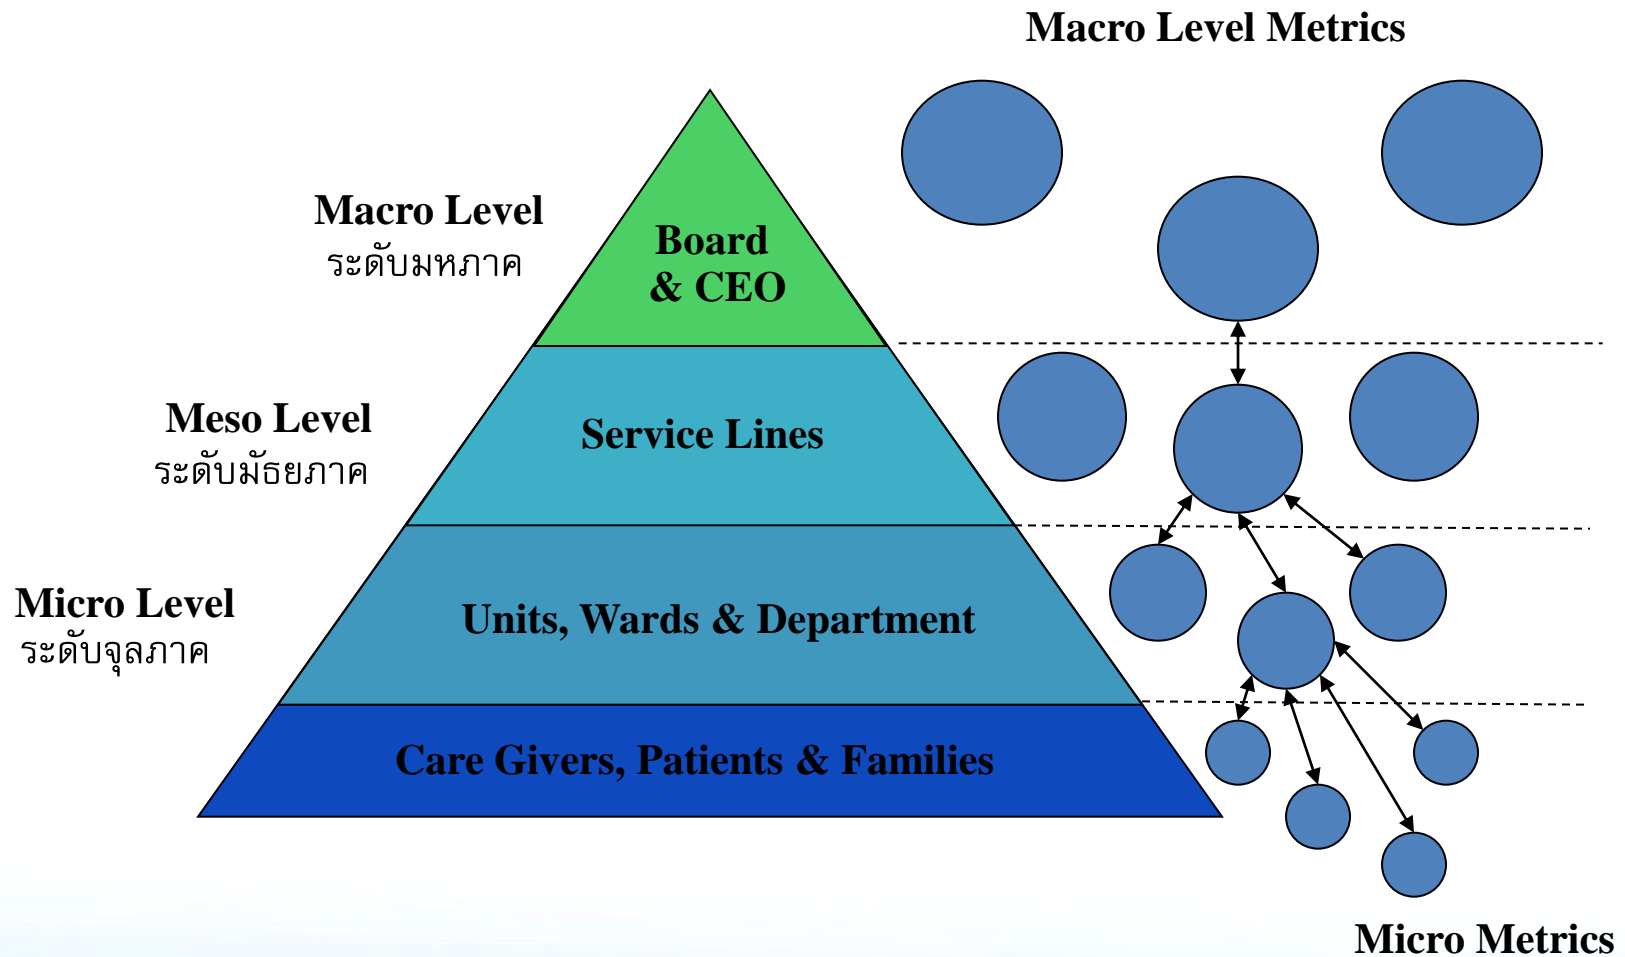 Macro Level Metrics
Macro Level
ระดับมหภาค
Board
& CEO
Meso Level
ระดับมัธยภาค
Service Lines
Micro Level
ระดับจุลภาค
Units, Wards & Department
Care Givers, Patients & Families
Micro Metrics